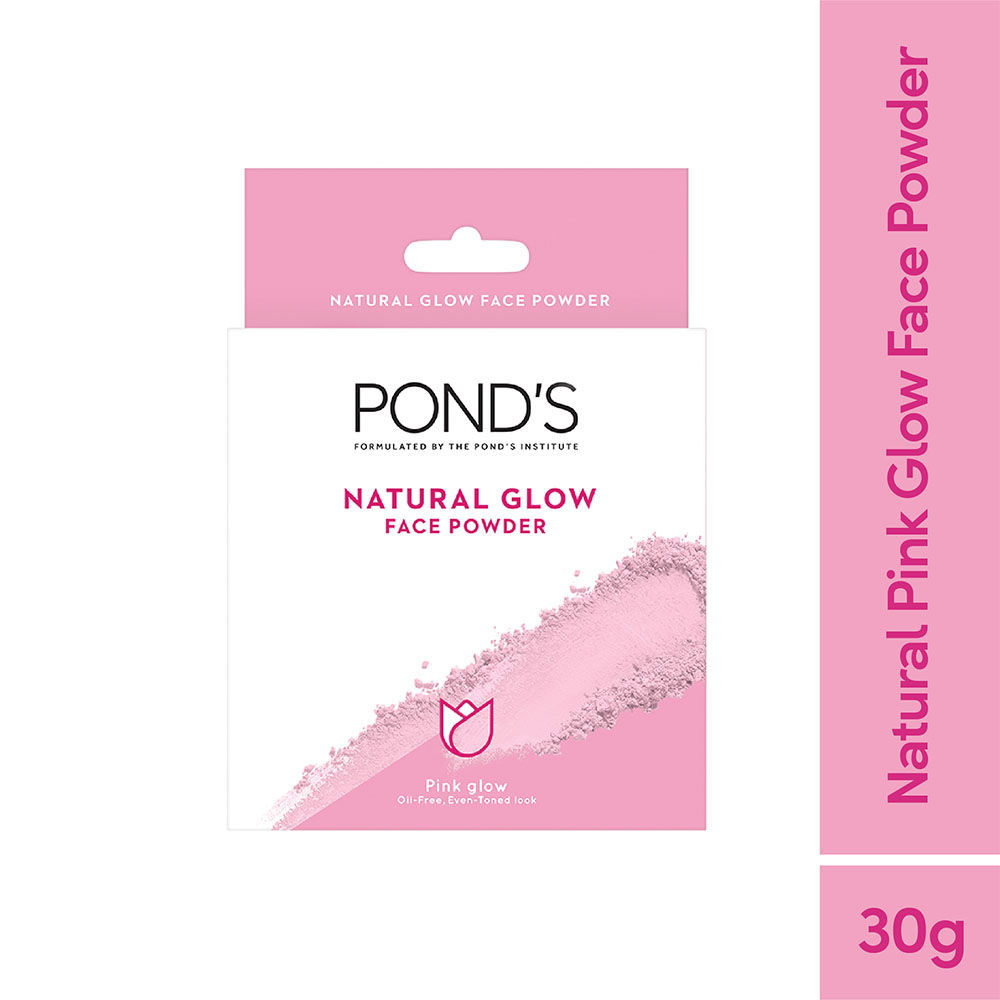 NATURAL GLOW FACE POWDER
POND'S
FORMULATED BY THE POND'S INSTITUTE
NATURAL GLOW
FACE POWDER
Pink glow
Oil-Free, Even-Toned look
Natural Pink Glow Face Powder
30g